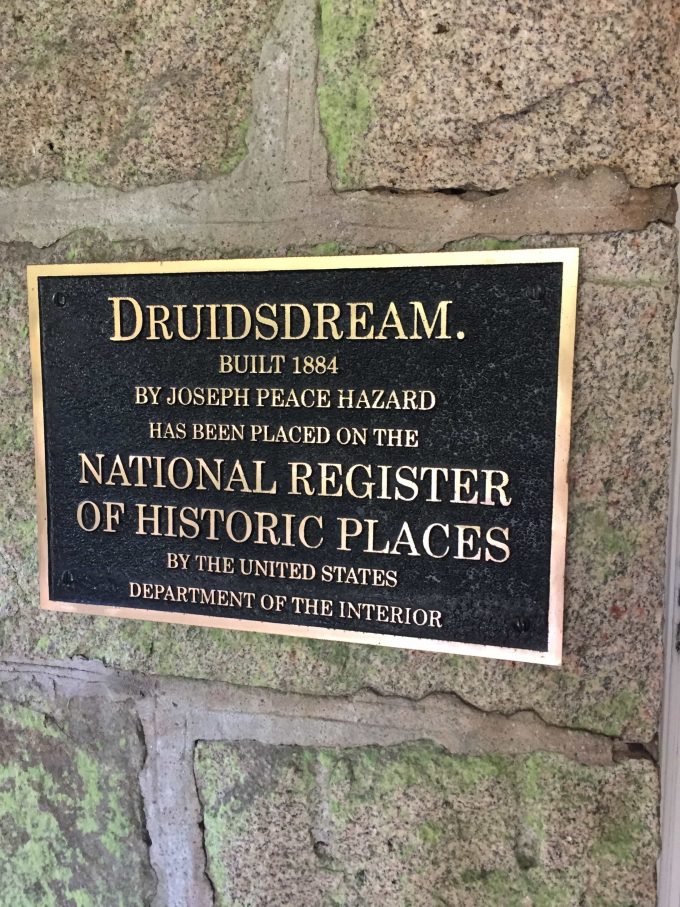 DRUIDSDREAM.
BUILT 1884
BY JOSEPH PEACE HAZARD
HAS BEEN PLACED ON THE
NATIONAL REGISTER
OF HISTORIC PLACES
BY THE UNITED STATES
DEPARTMENT OF THE INTERIOR